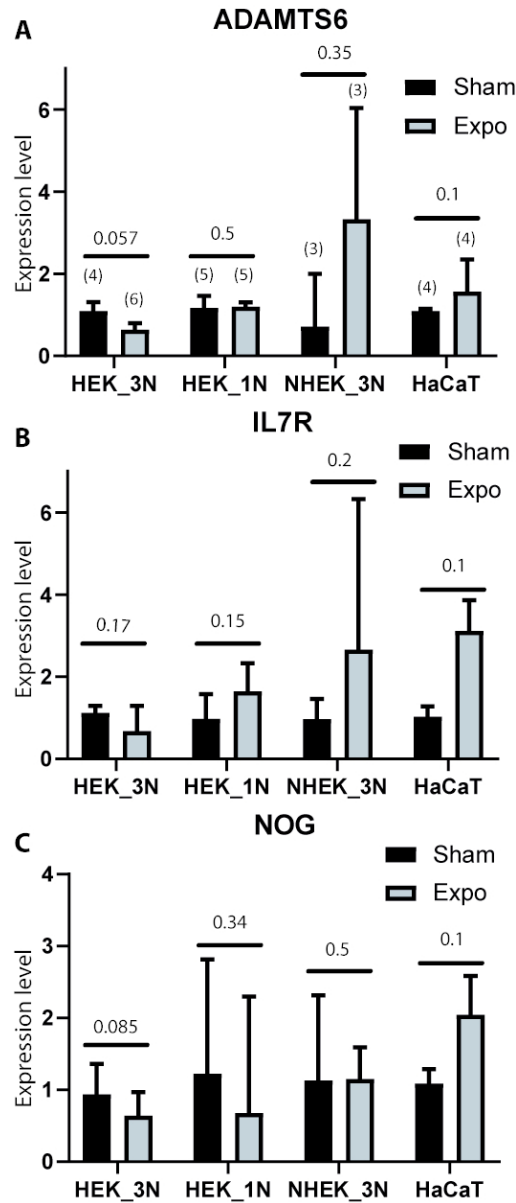 A
ADAMTS6
Expression level
6
4
2
0
0.057
(4)
(6)
0.5
(5)
(5)
0.35
(3)
(3)
0.1
(4)
(4)
Sham
Expo
HEK_3N
HEK_1N
NHEK_3N
HaCaT
B
IL7R
Expression level
6
4
2
0
0.17
0.15
0.2
0.1
Sham
Expo
HEK_3N
HEK_1N
NHEK_3N
HaCaT
C
NOG
Expression level
4
3
2
1
0
0.085
0.34
0.5
0.1
Sham
Expo
HEK_3N
HEK_1N
NHEK_3N
HaCaT